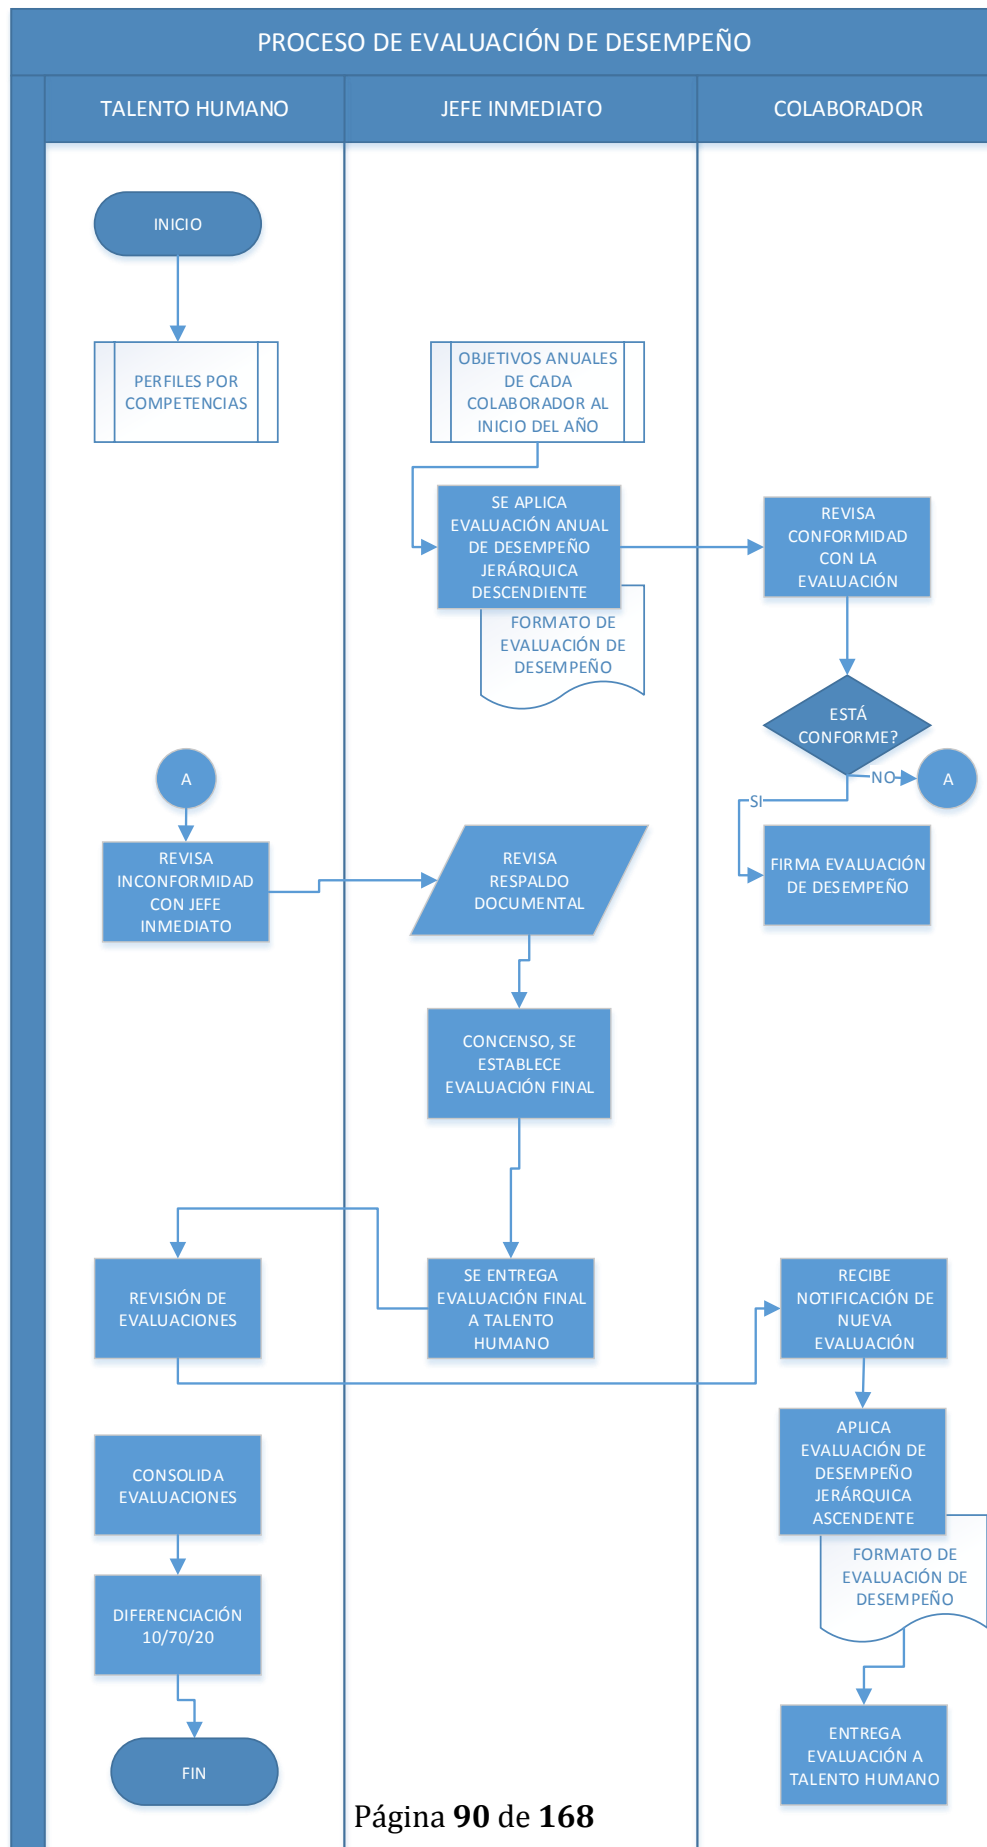 PROCESO DE EVALUACIÓN DE DESEMPEÑO
TALENTO HUMANO
JEFE INMEDIATO
COLABORADOR
INICIO
PERFILES POR
COMPETENCIAS
OBJETIVOS ANUALES
DE CADA
COLABORADOR AL
INICIO DEL AÑO
SE APLICA
EVALUACIÓN ANUAL
DE DESEMPEÑO
JERÁRQUICA
DESCENDIENTE
FORMATO DE
EVALUACIÓN DE
DESEMPEÑO
REVISA
CONFORMIDAD
CON LA
EVALUACIÓN
ESTÁ
CONFORME?
NO
A
SI
FIRMA EVALUACIÓN
DE DESEMPEÑO
A
REVISA
INCONFORMIDAD
CON JEFE
INMEDIATO
REVISA
RESPALDO
DOCUMENTAL
CONCENSO, SE
ESTABLECE
EVALUACIÓN FINAL
SE ENTREGA
EVALUACIÓN FINAL
A TALENTO
HUMANO
REVISIÓN DE
EVALUACIONES
RECIBE
NOTIFICACIÓN DE
NUEVA
EVALUACIÓN
APLICA
EVALUACIÓN DE
DESEMPEÑO
JERÁRQUICA
ASCENDENTE
FORMATO DE
EVALUACIÓN DE
DESEMPEÑO
ENTREGA
EVALUACIÓN A
TALENTO HUMANO
CONSOLIDA
EVALUACIONES
DIFERENCIACIÓN
10/70/20
FIN
Página 90 de 168